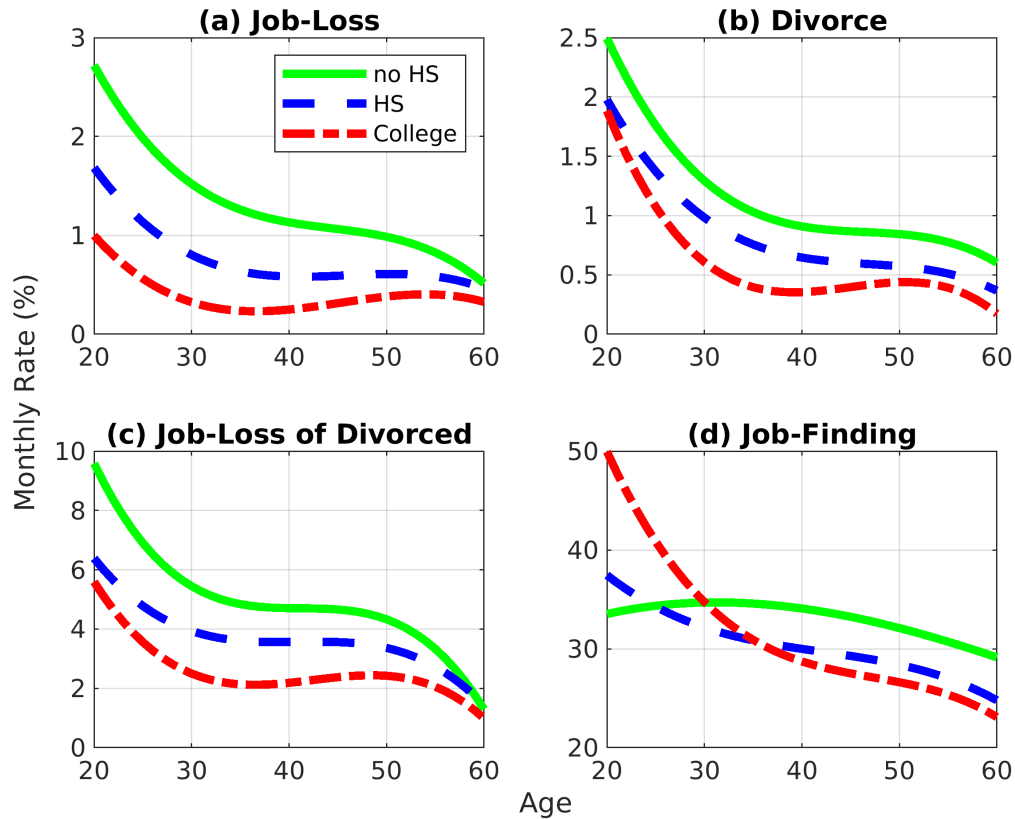 (a) Job-Loss
3
2
1
0
20 30 40 50 60
no HS
HS
College
(b) Divorce
2.5
2
1.5
1
0.5
0
20 30 40 50 60
Monthly Rate (%)
(c) Job-Loss of Divorced
10
8
6
4
2
0
20 30 40 50 60
(d) Job-Finding
50
40
30
20
20 30 40 50 60
Age